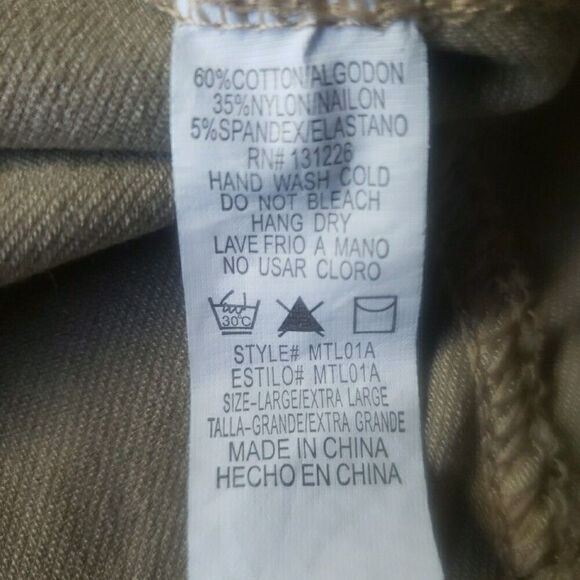 60%COTTON/ALGODON
35%NYLON/NAILON
5%SPANDEX/ELASTANO
RN# 131226
HAND WASH COLD
DO NOT BLEACH
HANG DRY
LAVE FRIO A MANO
NO USAR CLORO
30°C
STYLE# MTL01A
ESTILO# MTL01A
SIZE-LARGE/EXTRA LARGE
TALLA-GRANDE/EXTRA GRANDE
MADE IN CHINA
HECHO EN CHINA